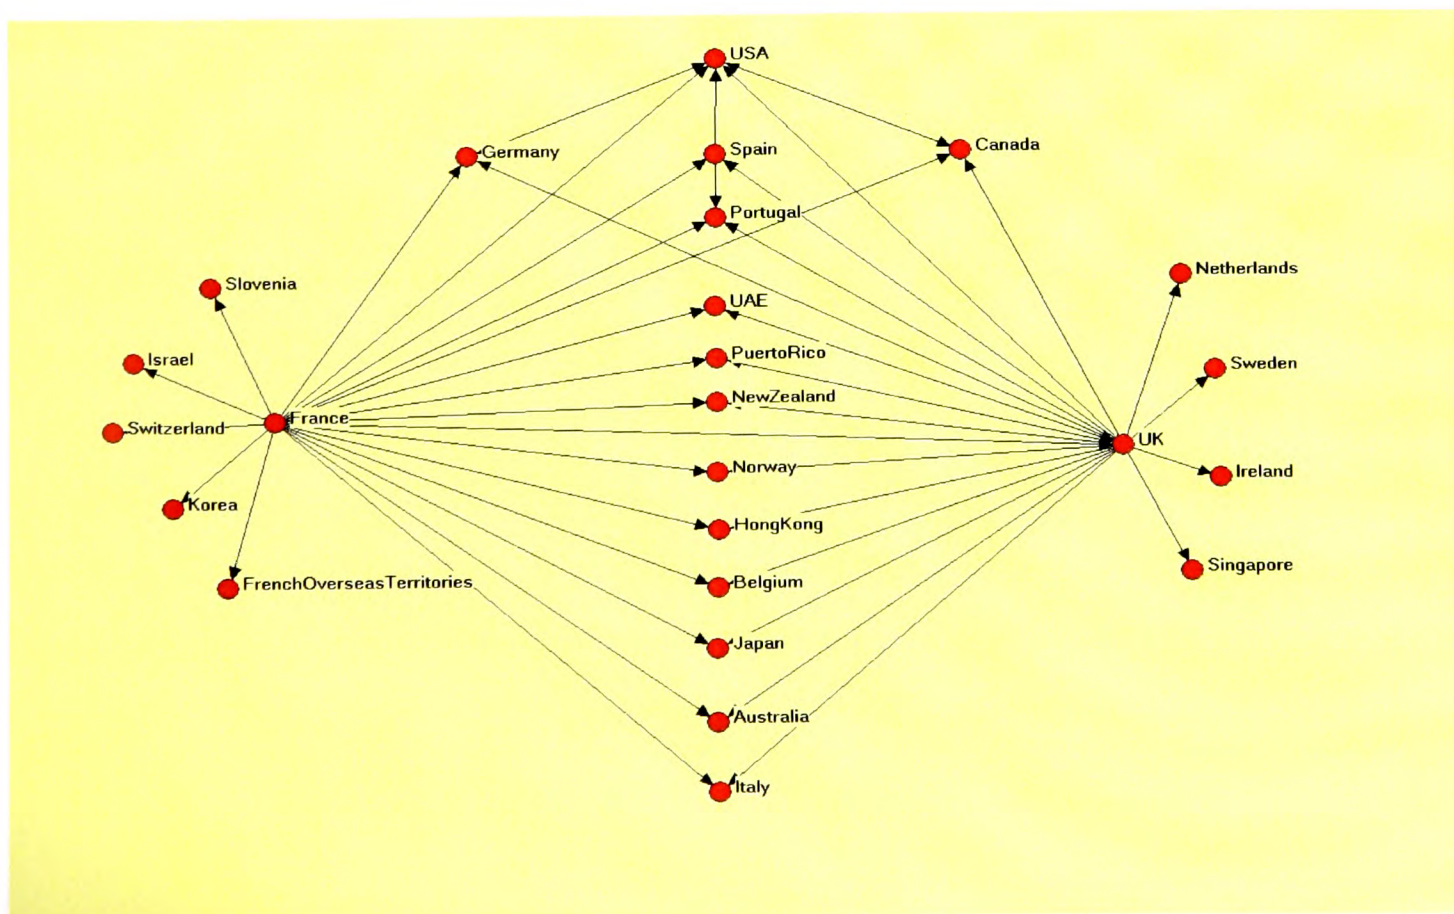 USA
Germany
Spain
Canada
Portugal
Slovenia
Netherlands
UAE
Israel
PuertoRico
Sweden
NewZealand
France
Switzerland
UK
Norway
Ireland
Korea
HongKong
FrenchOverseasTerritories
Belgium
Singapore
Japan
Australia
Italy